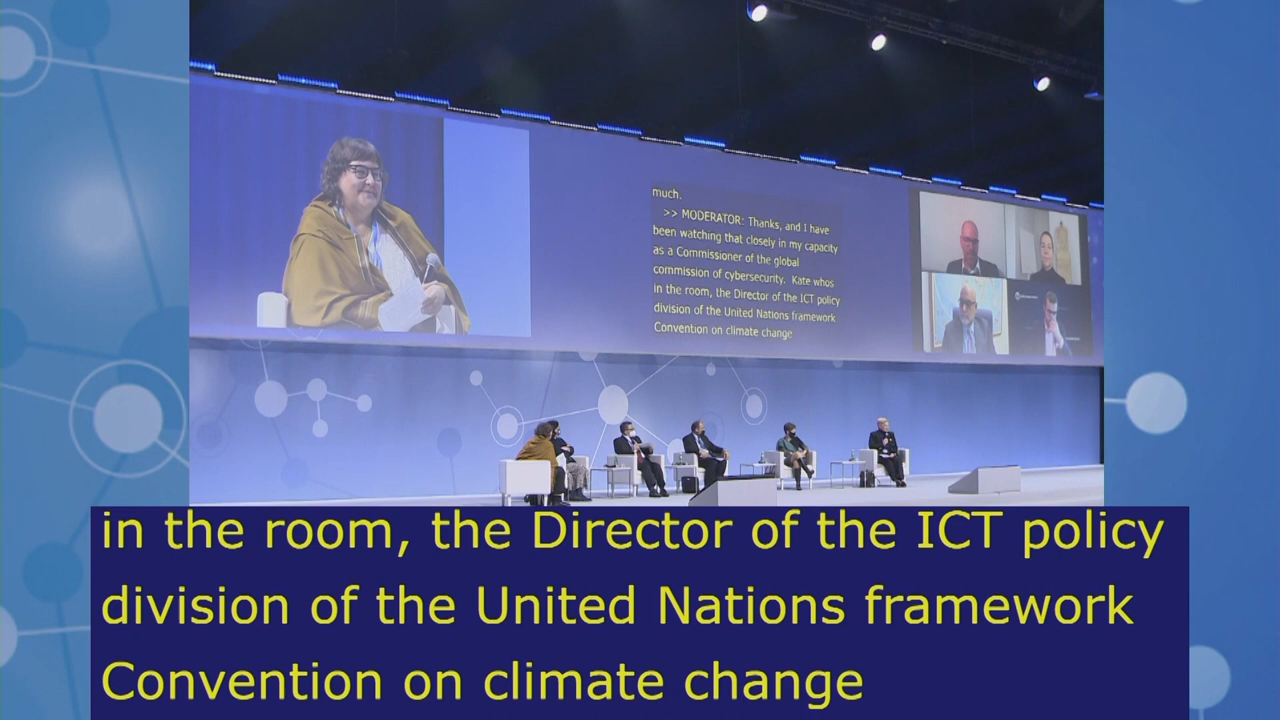 much.
>> MODERATOR: Thanks, and I have
been watching that closely in my capacity
as a Commissioner of the global
commission of cybersecurity. Kate whos
in the room, the Director of the ICT policy
division of the United Nations framework
Convention on climate change
in the room, the Director of the ICT policy
division of the United Nations framework
Convention on climate change